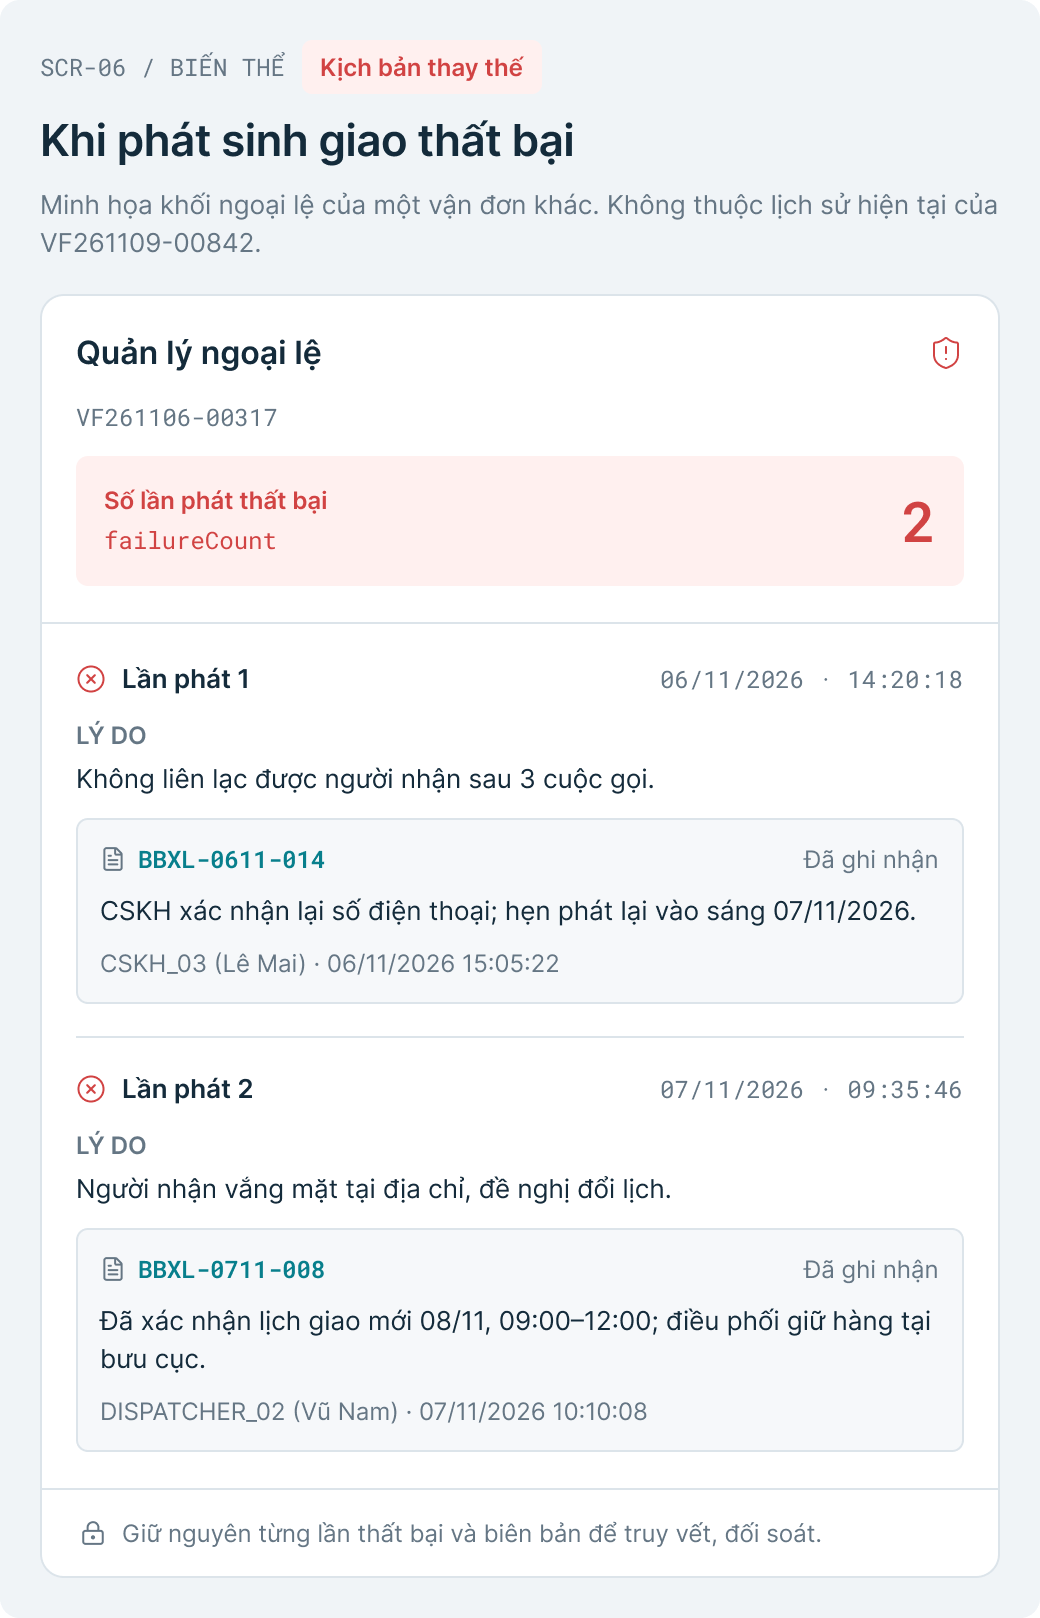 SCR-06 / BIẾN THỂ Kịch bản thay thế
Khi phát sinh giao thất bại
Minh họa khối ngoại lệ của một vận đơn khác. Không thuộc lịch sử hiện tại của
VF261109-00842.
Quản lý ngoại lệ
VF261106-00317
Số lần phát thất bại
failureCount
2
Lần phát 1 06/11/2026 · 14:20:18
LÝ DO
Không liên lạc được người nhận sau 3 cuộc gọi.
BBXL-0611-014 Đã ghi nhận
CSKH xác nhận lại số điện thoại; hẹn phát lại vào sáng 07/11/2026.
CSKH_03 (Lê Mai) · 06/11/2026 15:05:22
Lần phát 2 07/11/2026 · 09:35:46
LÝ DO
Người nhận vắng mặt tại địa chỉ, đề nghị đổi lịch.
BBXL-0711-008 Đã ghi nhận
Đã xác nhận lịch giao mới 08/11, 09:00–12:00; điều phối giữ hàng tại
bưu cục.
DISPATCHER_02 (Vũ Nam) · 07/11/2026 10:10:08
Giữ nguyên từng lần thất bại và biên bản để truy vết, đối soát.